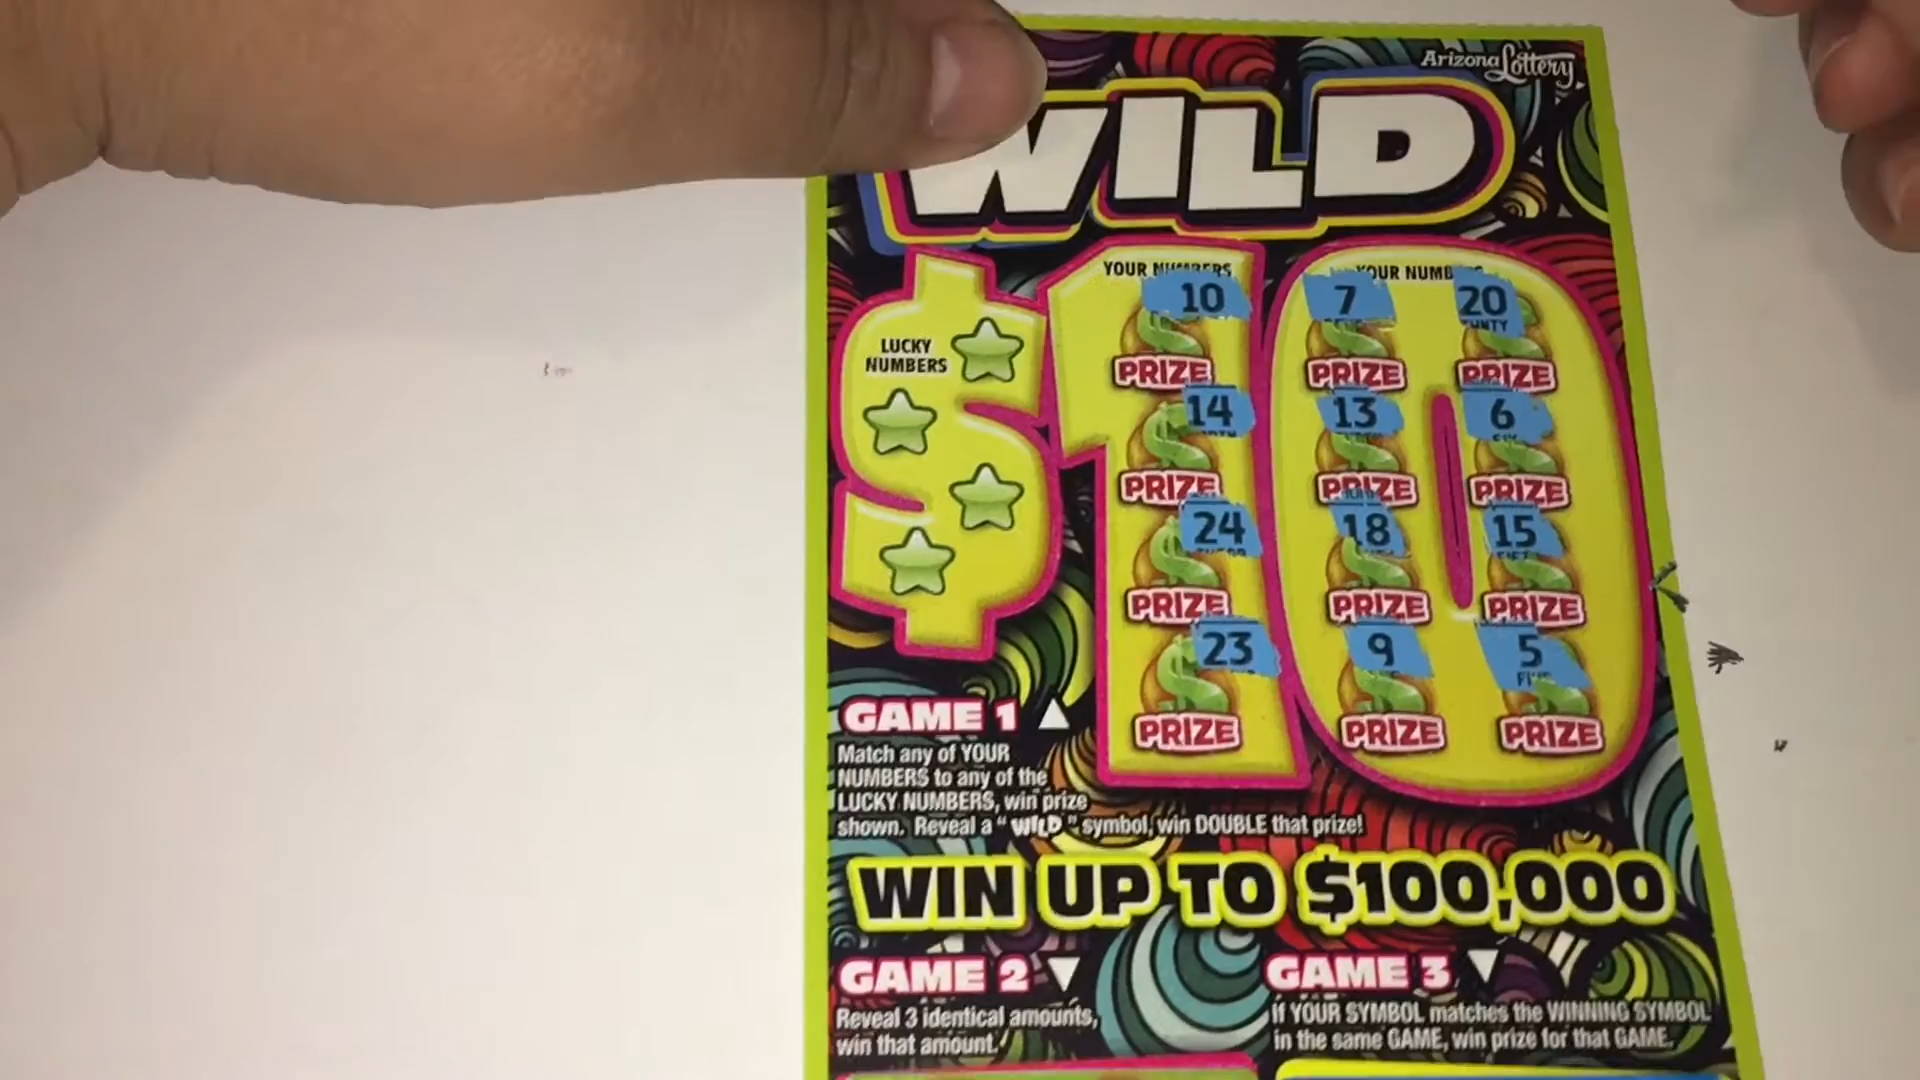 Arizona Lottery
WILD
$10
YOUR NUMBERS
YOUR NUMBERS
LUCKY
NUMBERS
10 7 20
PRIZE PRIZE PRIZE
14 13 6
PRIZE PRIZE PRIZE
24 18 15
PRIZE PRIZE PRIZE
23 9 5
PRIZE PRIZE PRIZE
GAME 1
Match any of YOUR
NUMBERS to any of the
LUCKY NUMBERS, win prize
shown. Reveal a "WILD" symbol, win DOUBLE that prize!
WIN UP TO $100,000
GAME 2
Reveal 3 identical amounts,
win that amount.
GAME 3
If YOUR SYMBOL matches the WINNING SYMBOL
in the same GAME, win prize for that GAME.